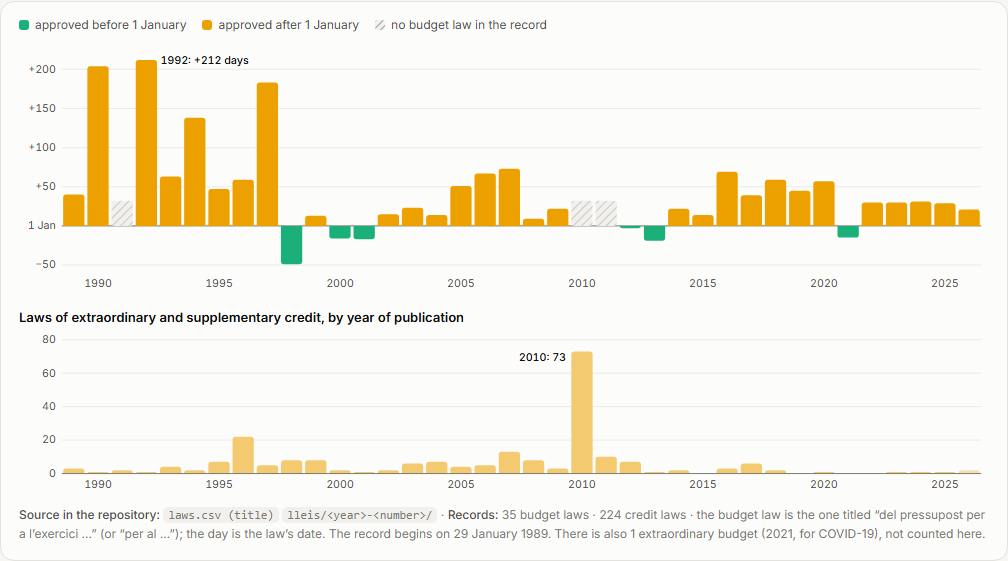 approved before 1 January approved after 1 January no budget law in the record
1992: +212 days
+200
+150
+100
+50
1 Jan
−50
1990 1995 2000 2005 2010 2015 2020 2025
Laws of extraordinary and supplementary credit, by year of publication
80
2010: 73
60
40
20
0
1990 1995 2000 2005 2010 2015 2020 2025
Source in the repository: laws.csv (title) lleis/<year>-<number>/ · Records: 35 budget laws · 224 credit laws · the budget law is the one titled “del pressupost per
a l’exercici …” (or “per al …”); the day is the law’s date. The record begins on 29 January 1989. There is also 1 extraordinary budget (2021, for COVID-19), not counted here.